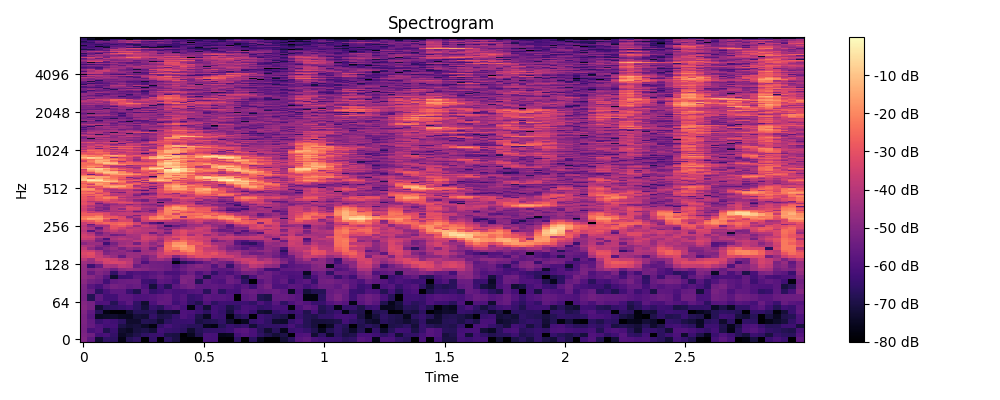 Spectrogram
Hz
4096
2048
1024
512
256
128
64
0
0
0.5
1
1.5
2
2.5
Time
-10 dB
-20 dB
-30 dB
-40 dB
-50 dB
-60 dB
-70 dB
-80 dB